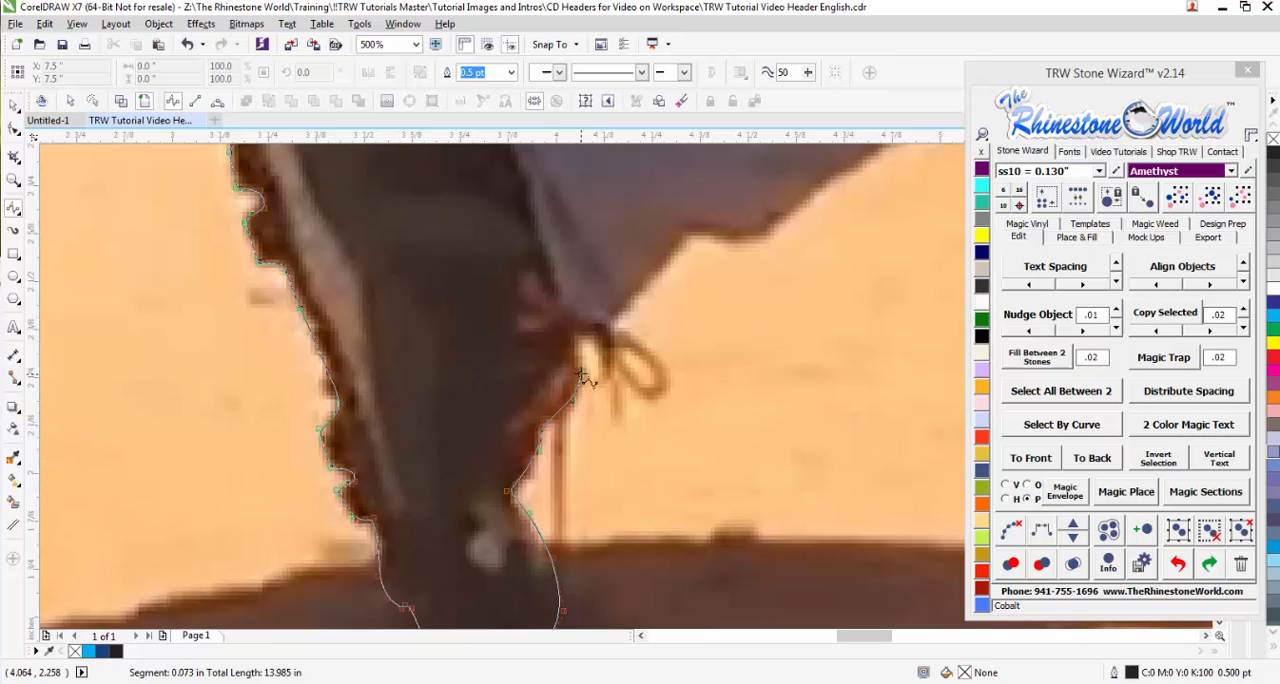 CorelDRAW X7 (64-Bit Not for resale) - Z:\The Rhinestone World\Training\!!TRW Tutorials Master\Tutorial Images and Intros\CD Headers for Video on Workspace\TRW Tutorial Video Header English.cdr
File Edit View Layout Object Effects Bitmaps Text Table Tools Window Help
500% Snap To
X: 7.5 " 0.0 " 100.0 0.0 0.5 pt 50
Y: 7.5 " 0.0 " 100.0
Untitled-1 TRW Tutorial Video He...
TRW Stone Wizard™ v2.14
The Rhinestone World™
Stone Wizard Fonts Video Tutorials Shop TRW Contact
ss10 = 0.130" Amethyst
6 16
10
Magic Vinyl Templates Magic Weed Design Prep
Edit Place & Fill Mock Ups Export
Text Spacing Align Objects
Nudge Object .01 Copy Selected .02
Fill Between 2 Stones .02 Magic Trap .02
Select All Between 2 Distribute Spacing
Select By Curve 2 Color Magic Text
To Front To Back Invert Selection Vertical Text
V O H P Magic Envelope Magic Place Magic Sections
Info
Phone: 941-755-1696 www.TheRhinestoneWorld.com
Cobalt
1 of 1 Page 1
(4.064, 2.258) Segment: 0.073 in Total Length: 13.985 in None C:0 M:0 Y:0 K:100 0.500 pt